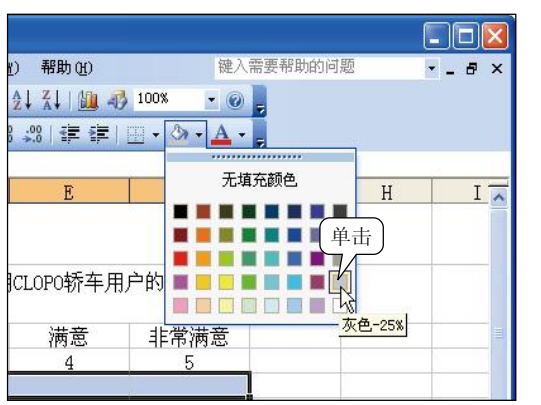 帮助(H)
键入需要帮助的问题
100%
无填充颜色
E
H
I
单击
CLOPO轿车用户的
灰色-25%
满意
非常满意
4
5